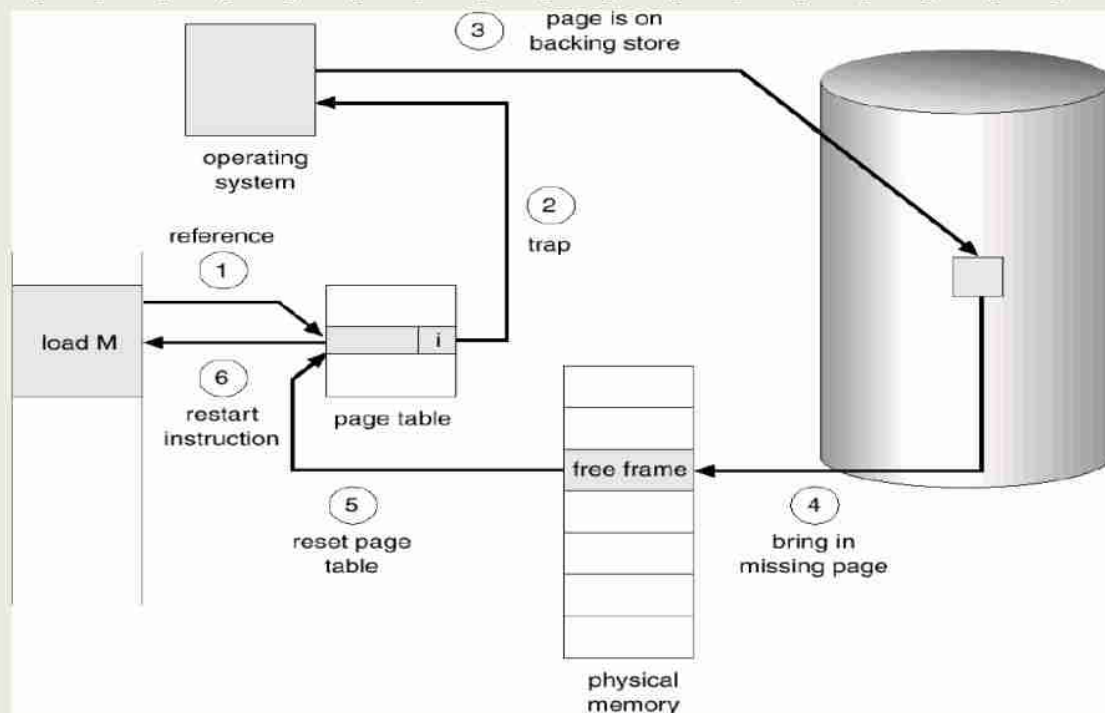 3
page is on
backing store
operating
system
2
trap
reference
1
load M
i
6
restart
instruction
page table
free frame
5
reset page
table
4
bring in
missing page
physical
memory